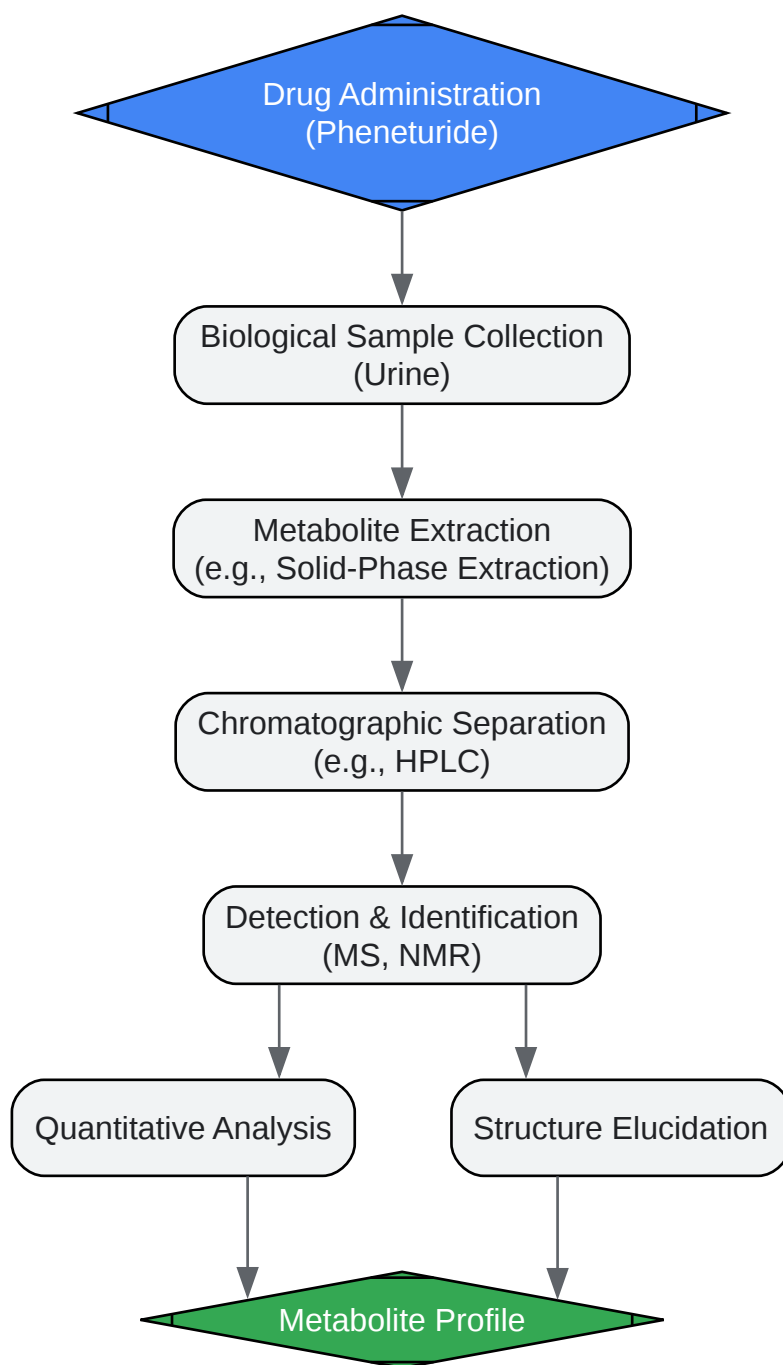 Drug Administration
(Pheneturide)
Biological Sample Collection
(Urine)
Metabolite Extraction
(e.g., Solid-Phase Extraction)
Chromatographic Separation
(e.g., HPLC)
Detection & Identification
(MS, NMR)
Quantitative Analysis
Structure Elucidation
Metabolite Profile